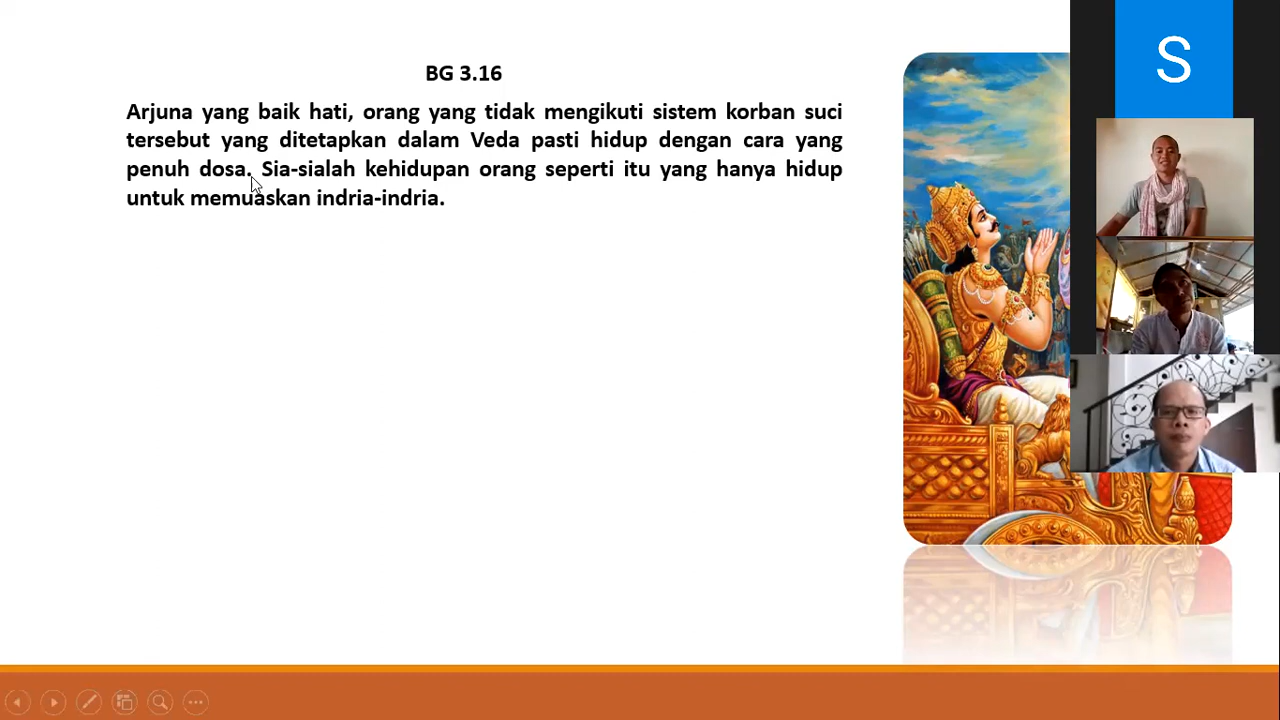 BG 3.16
Arjuna yang baik hati, orang yang tidak mengikuti sistem korban suci
tersebut yang ditetapkan dalam Veda pasti hidup dengan cara yang
penuh dosa. Sia-sialah kehidupan orang seperti itu yang hanya hidup
untuk memuaskan indria-indria.
S